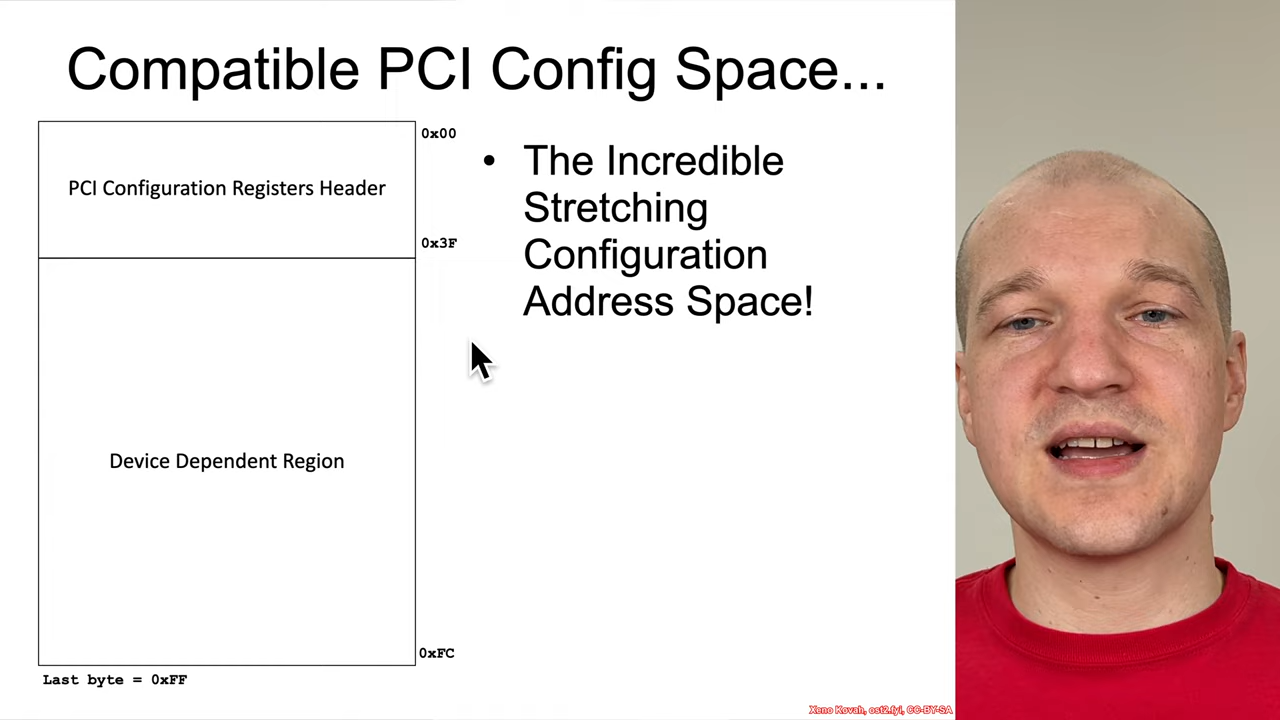 Compatible PCI Config Space...
0x00
PCI Configuration Registers Header
0x3F
Device Dependent Region
0xFC
Last byte = 0xFF
• The Incredible
Stretching
Configuration
Address Space!
Xeno Kovah, ost2.fyi, CC-BY-SA